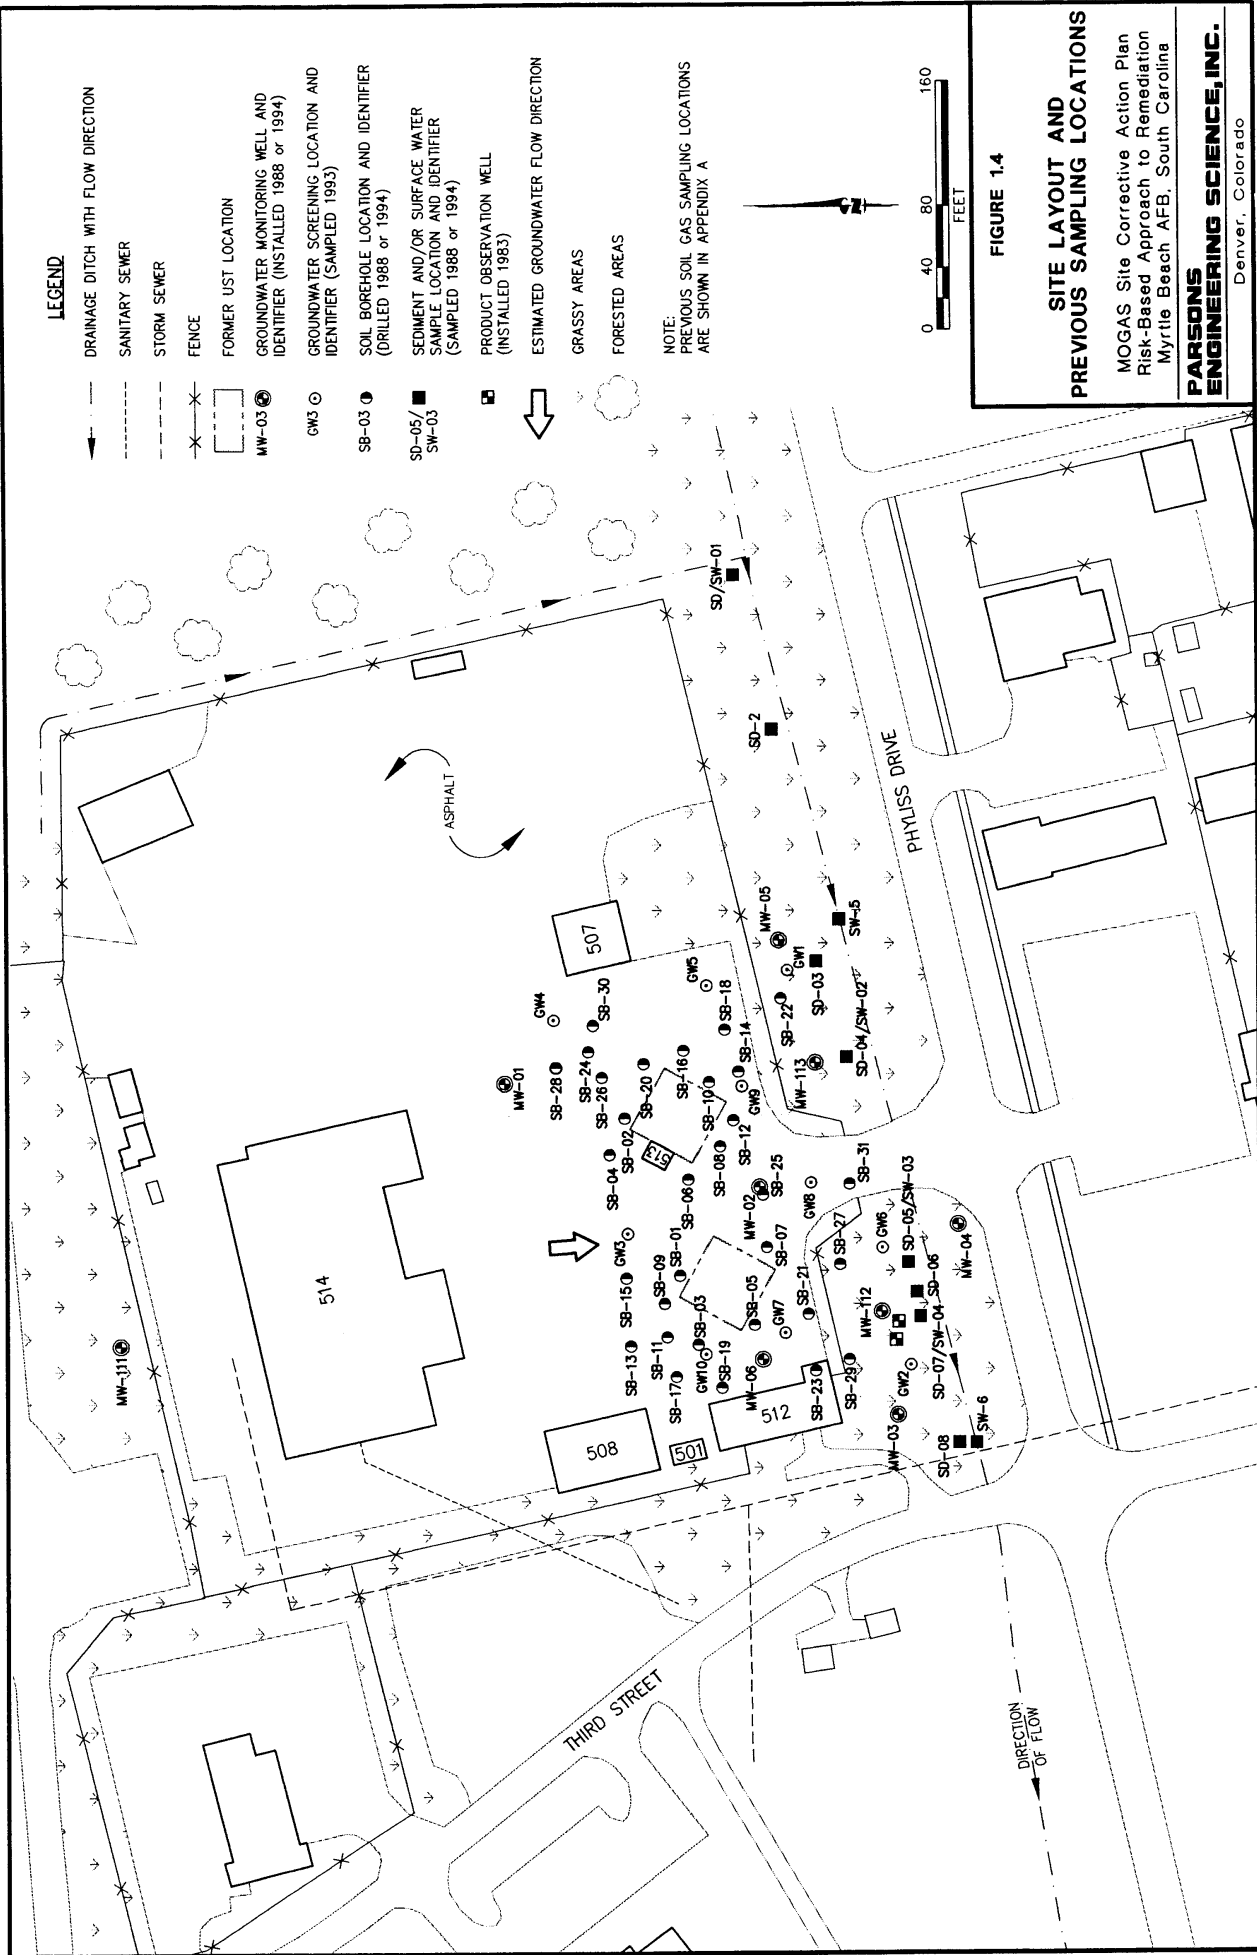 LEGEND
DRAINAGE DITCH WITH FLOW DIRECTION
SANITARY SEWER
STORM SEWER
FENCE
FORMER UST LOCATION
MW-03
GROUNDWATER MONITORING WELL AND
IDENTIFIER (INSTALLED 1988 or 1994)
GW3
GROUNDWATER SCREENING LOCATION AND
IDENTIFIER (SAMPLED 1993)
SB-03
SOIL BOREHOLE LOCATION AND IDENTIFIER
(DRILLED 1988 or 1994)
SD-05/
SW-03
SEDIMENT AND/OR SURFACE WATER
SAMPLE LOCATION AND IDENTIFIER
(SAMPLED 1988 or 1994)
PRODUCT OBSERVATION WELL
(INSTALLED 1983)
ESTIMATED GROUNDWATER FLOW DIRECTION
GRASSY AREAS
FORESTED AREAS
NOTE:
PREVIOUS SOIL GAS SAMPLING LOCATIONS
ARE SHOWN IN APPENDIX A
N
0 40 80 160
FEET
FIGURE 1.4
SITE LAYOUT AND
PREVIOUS SAMPLING LOCATIONS
MOGAS Site Corrective Action Plan
Risk-Based Approach to Remediation
Myrtle Beach AFB, South Carolina
PARSONS
ENGINEERING SCIENCE, INC.
Denver, Colorado
MW-111
514
ASPHALT
MW-01
GW4
507
SB-28
SB-24
SB-30
SB-26
SB-20
SB-02
SB-04
513
SB-16
GW5
SB-18
SB-10
SB-14
GW9
SB-12
SB-08
SB-06
GW3
SB-15
SB-09
SB-01
SB-13
SB-11
SB-03
SB-17
GW10
SB-19
508
501
512
MW-02
SB-25
SB-07
SB-05
GW7
MW-06
SB-21
SB-23
SB-29
SB-27
GW8
SB-31
MW-05
GW1
SB-22
MW-113
SD-03
SW-5
SD-04/SW-02
SD-2
SD/SW-01
PHYLISS DRIVE
GW6
SD-05/SW-03
MW-04
SD-06
MW-112
SD-07/SW-04
GW2
MW-03
SD-08
SW-6
THIRD STREET
DIRECTION
OF FLOW